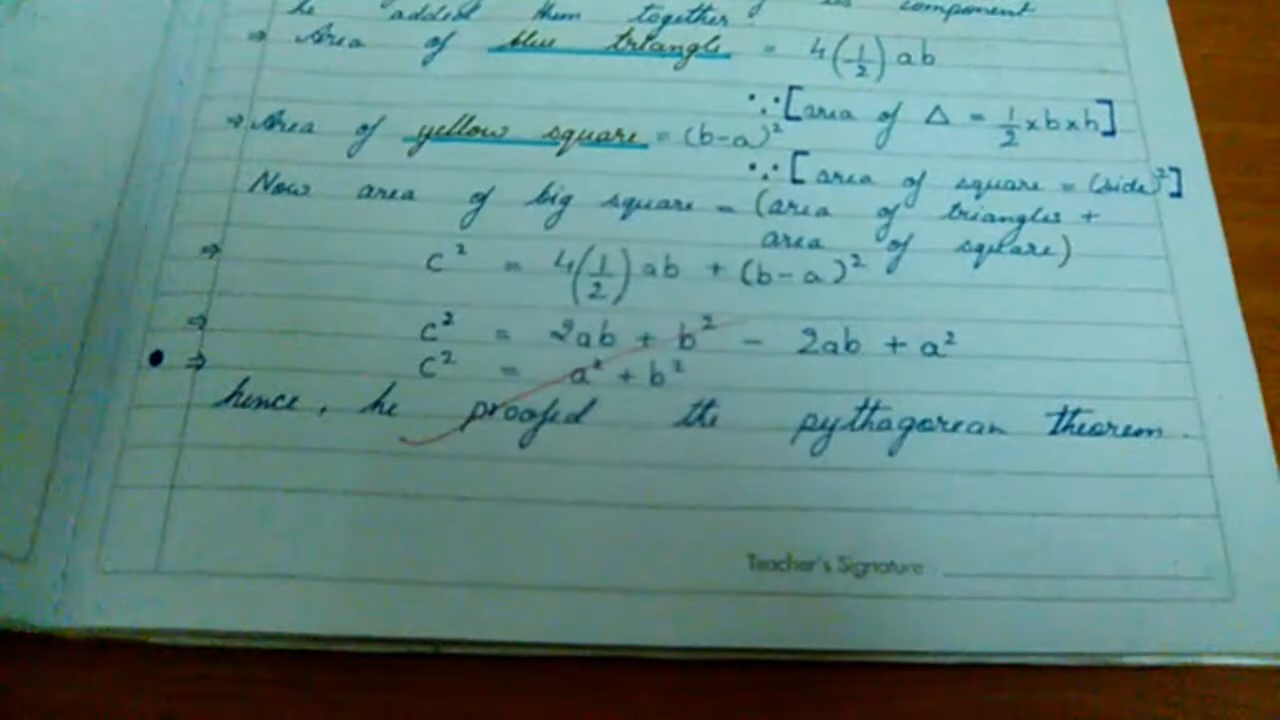 he added them together. component
⇒ Area of blue triangle = 4(1/2) ab
∵ [area of Δ = 1/2 × b × h]
⇒ Area of yellow square = (b-a)²
∵ [area of square = (side)²]
Now area of big square = (area of triangles +
area of square)
⇒ c² = 4(1/2) ab + (b-a)²
⇒ c² = 2ab + b² - 2ab + a²
⇒ c² = a² + b²
hence, he proofed the pythagorean theorem.
Teacher's Signature